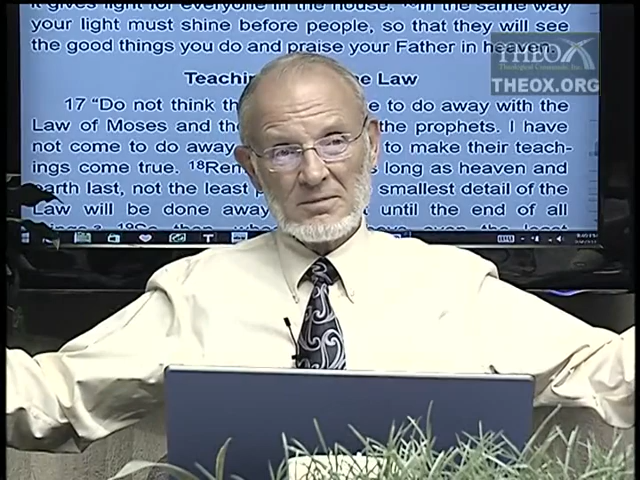 it gives light for everyone in the house. 16In the same way
your light must shine before people, so that they will see
the good things you do and praise your Father in heaven.
THEOX
THEOX.ORG
Teachin the Law
17 “Do not think th e to do away with the
Law of Moses and the the prophets. I have
not come to do away to make their teach-
ings come true. 18Rem long as heaven and
earth last, not the least p smallest detail of the
Law will be done away until the end of all
least